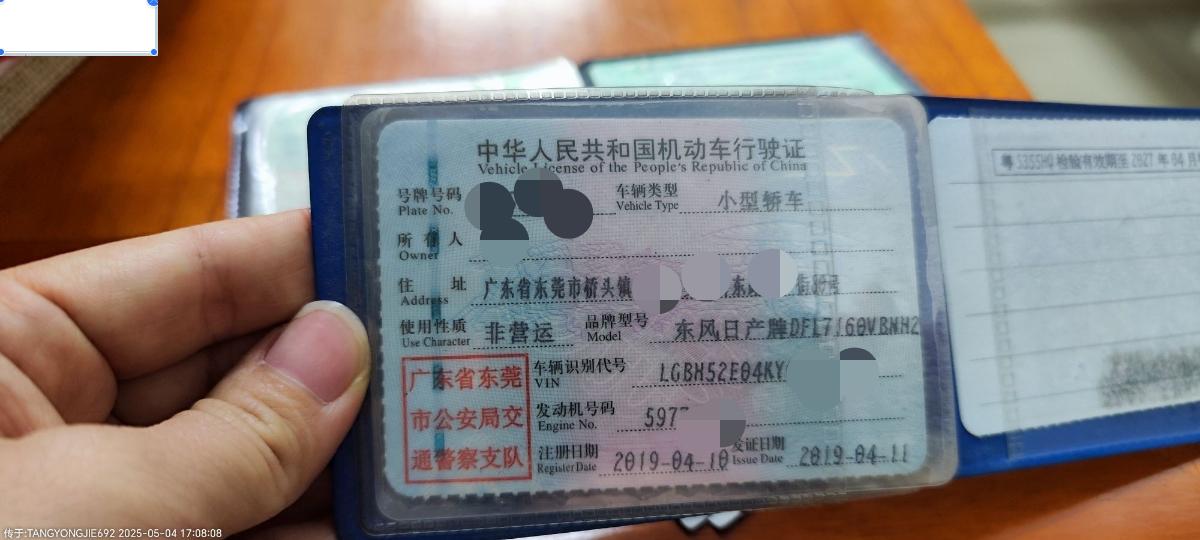 中华人民共和国机动车行驶证
Vehicle License of the People's Republic of China
号牌号码
Plate No.
车辆类型 小型轿车
Vehicle Type
所有人
Owner
住址 广东省东莞市桥头镇
Address
使用性质 非营运
Use Character
品牌型号 东风日产牌DFL7160VBNH2
Model
广东省东莞
市公安局交
通警察支队
车辆识别代号 LGBH52E04KY
VIN
发动机号码 597
Engine No.
注册日期 2019-04-10
Register Date
发证日期 2019-04-11
Issue Date
检验有效期至 2027 年 04 月
传于:TANGYONGJIE692 2025-05-04 17:08:08